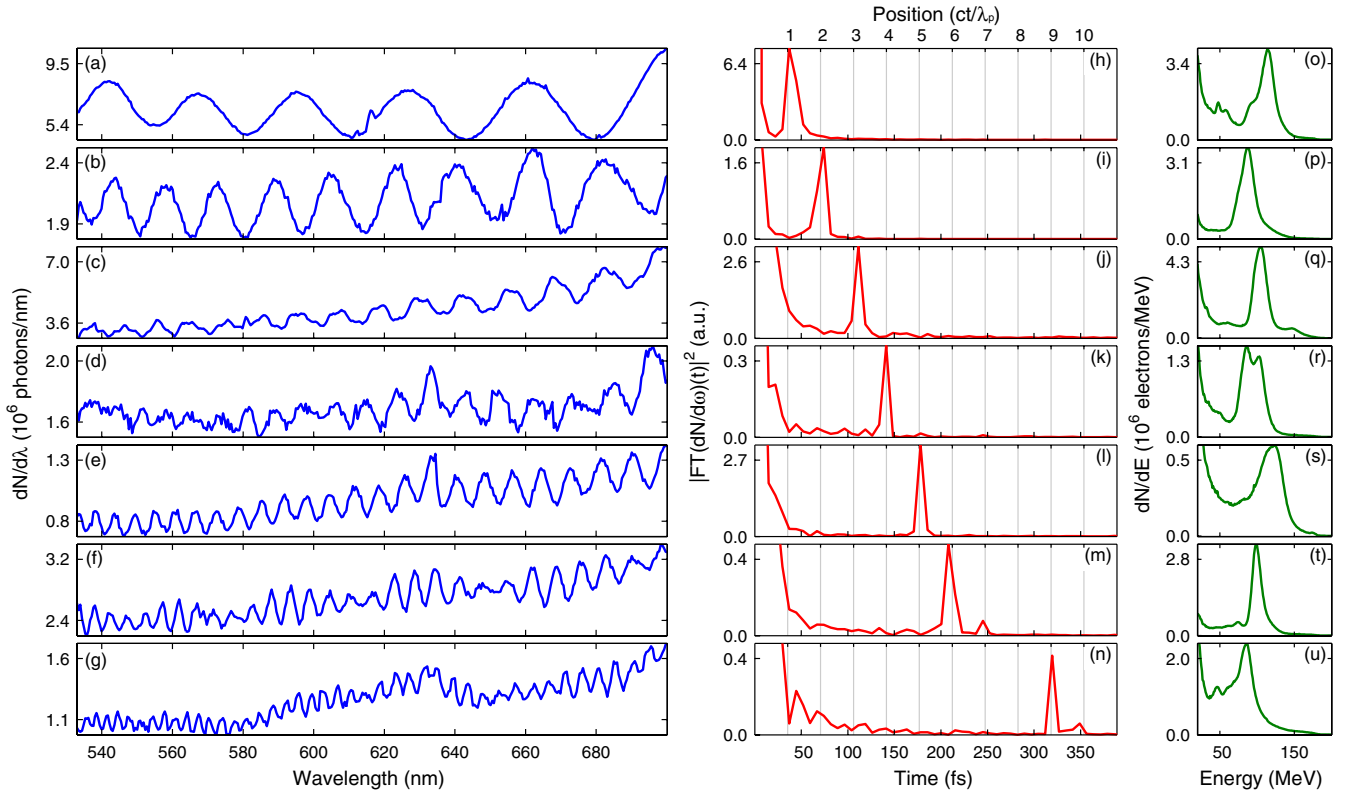 Position (ct/λp)
1 2 3 4 5 6 7 8 9 10
(a)
9.5
5.4
(h)
6.4
0.0
(o)
3.4
0.0
(b)
2.4
1.9
(i)
1.6
0.0
(p)
3.1
0.0
(c)
7.0
3.6
(j)
2.6
0.0
(q)
4.3
0.0
(d)
2.0
1.6
(k)
0.3
0.0
(r)
1.3
0.0
(e)
1.3
0.8
(l)
2.7
0.0
(s)
0.5
0.0
(f)
3.2
2.4
(m)
0.4
0.0
(t)
2.8
0.0
(g)
1.6
1.1
(n)
0.4
0.0
(u)
2.0
0.0
dN/dλ (10^6 photons/nm)
|FT(dN/dω)(t)|^2 (a.u.)
dN/dE (10^6 electrons/MeV)
540 560 580 600 620 640 660 680
50 100 150 200 250 300 350
50 150
Wavelength (nm)
Time (fs)
Energy (MeV)